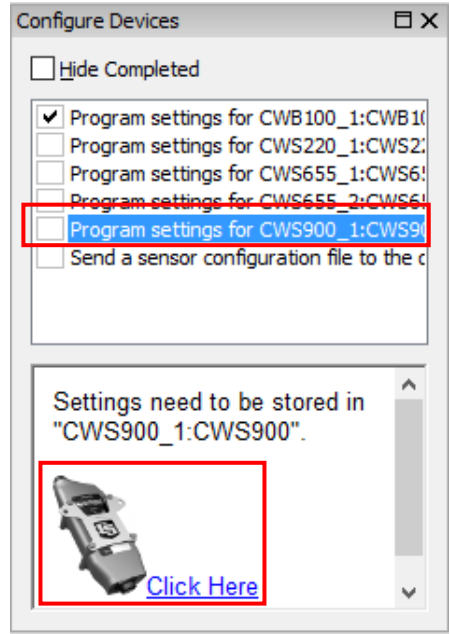 Configure Devices
Hide Completed
Program settings for CWB100_1:CWB10
Program settings for CWS220_1:CWS22
Program settings for CWS655_1:CWS65
Program settings for CWS655_2:CWS65
Program settings for CWS900_1:CWS90
Send a sensor configuration file to the
Settings need to be stored in
"CWS900_1:CWS900".
Click Here